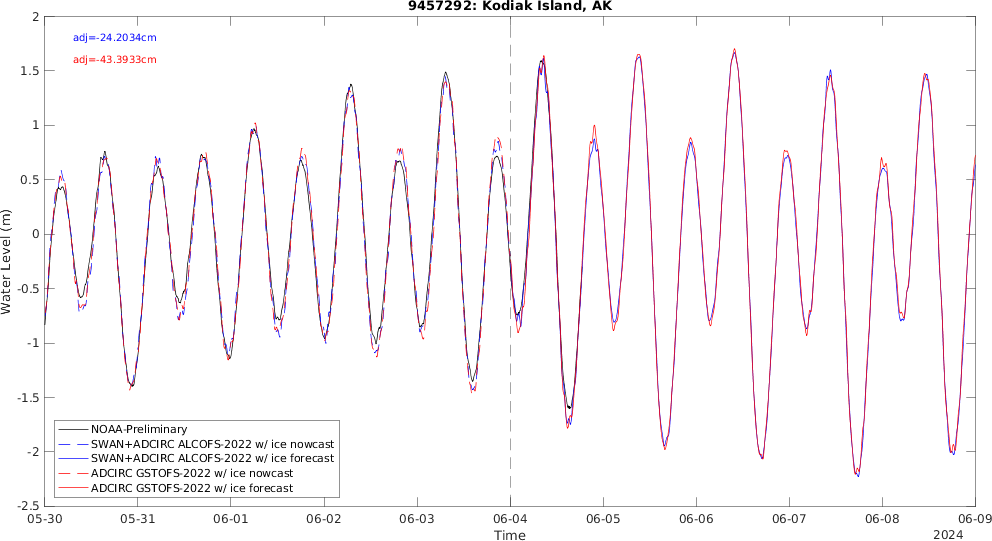 9457292: Kodiak Island, AK
adj=-24.2034cm
adj=-43.3933cm
Water Level (m)
2
1.5
1
0.5
0
-0.5
-1
-1.5
-2
-2.5
NOAA-Preliminary
SWAN+ADCIRC ALCOFS-2022 w/ ice nowcast
SWAN+ADCIRC ALCOFS-2022 w/ ice forecast
ADCIRC GSTOFS-2022 w/ ice nowcast
ADCIRC GSTOFS-2022 w/ ice forecast
05-30 05-31 06-01 06-02 06-03 06-04 06-05 06-06 06-07 06-08 06-09
Time
2024